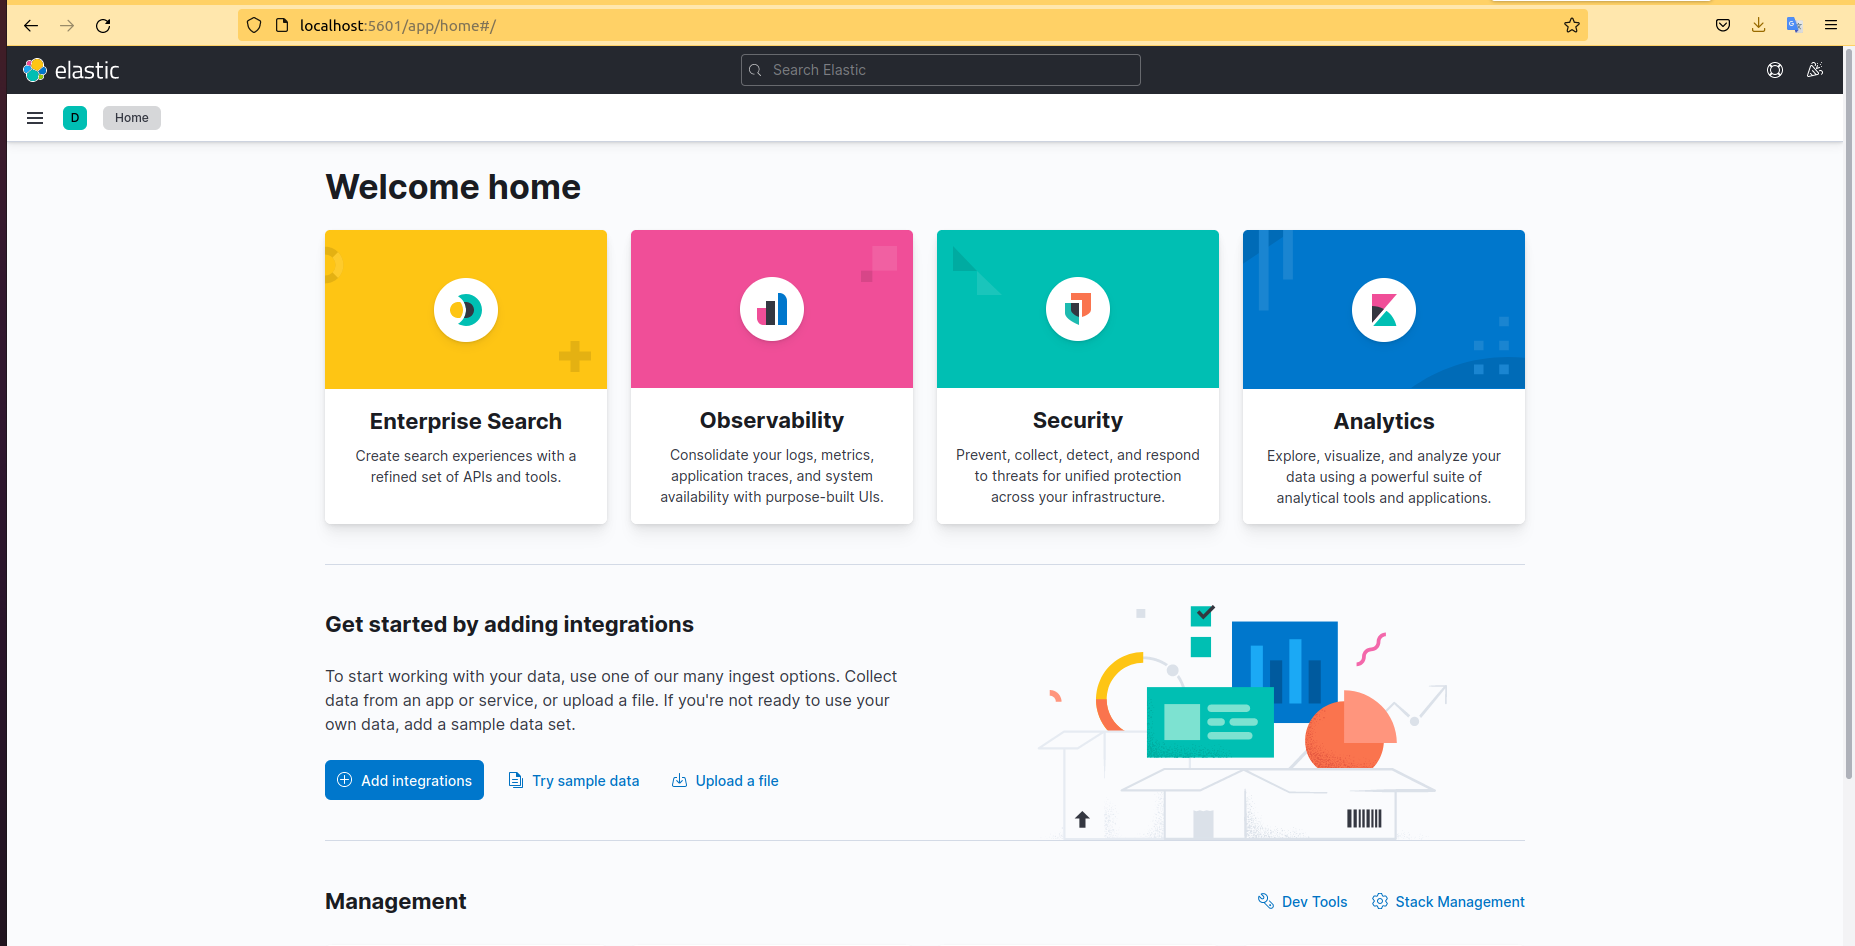 localhost:5601/app/home#/
elastic
Search Elastic
D
Home
Welcome home
Enterprise Search
Create search experiences with a
refined set of APIs and tools.
Observability
Consolidate your logs, metrics,
application traces, and system
availability with purpose-built UIs.
Security
Prevent, collect, detect, and respond
to threats for unified protection
across your infrastructure.
Analytics
Explore, visualize, and analyze your
data using a powerful suite of
analytical tools and applications.
Get started by adding integrations
To start working with your data, use one of our many ingest options. Collect
data from an app or service, or upload a file. If you're not ready to use your
own data, add a sample data set.
Add integrations
Try sample data
Upload a file
Management
Dev Tools
Stack Management